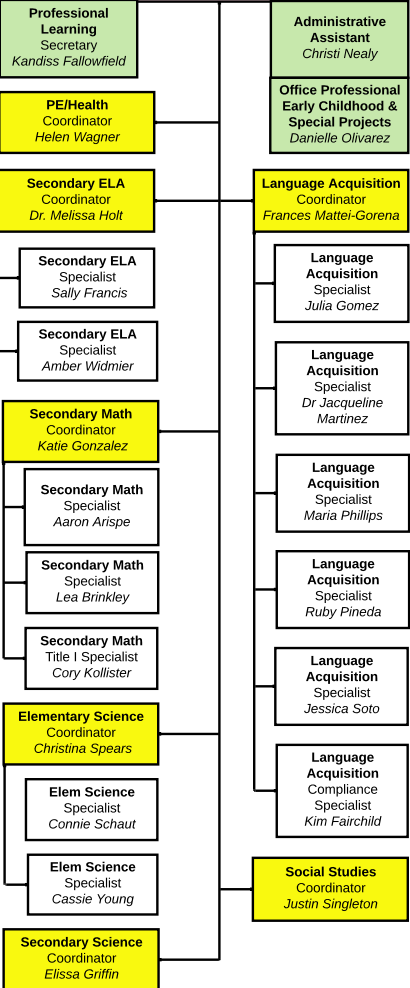 Professional
Learning
Secretary
Kandiss Fallowfield
Administrative
Assistant
Christi Nealy
Office Professional
Early Childhood &
Special Projects
Danielle Olivarez
PE/Health
Coordinator
Helen Wagner
Secondary ELA
Coordinator
Dr. Melissa Holt
Secondary ELA
Specialist
Sally Francis
Secondary ELA
Specialist
Amber Widmier
Secondary Math
Coordinator
Katie Gonzalez
Secondary Math
Specialist
Aaron Arispe
Secondary Math
Specialist
Lea Brinkley
Secondary Math
Title I Specialist
Cory Kollister
Elementary Science
Coordinator
Christina Spears
Elem Science
Specialist
Connie Schaut
Elem Science
Specialist
Cassie Young
Secondary Science
Coordinator
Elissa Griffin
Language Acquisition
Coordinator
Frances Mattei-Gorena
Language
Acquisition
Specialist
Julia Gomez
Language
Acquisition
Specialist
Dr Jacqueline
Martinez
Language
Acquisition
Specialist
Maria Phillips
Language
Acquisition
Specialist
Ruby Pineda
Language
Acquisition
Specialist
Jessica Soto
Language
Acquisition
Compliance
Specialist
Kim Fairchild
Social Studies
Coordinator
Justin Singleton